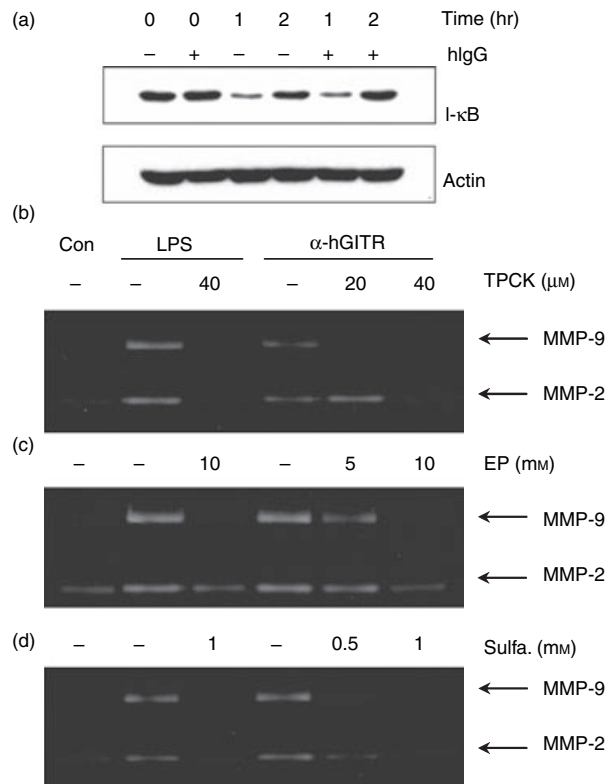 (a) 0 0 1 2 1 2 Time (hr)
– + – – + + hIgG
I-κB
Actin
(b)
Con LPS α-hGITR
– – 40 – 20 40 TPCK (μM)
MMP-9
MMP-2
(c)
– – 10 – 5 10 EP (mM)
MMP-9
MMP-2
(d) – – 1 – 0.5 1 Sulfa. (mM)
MMP-9
MMP-2